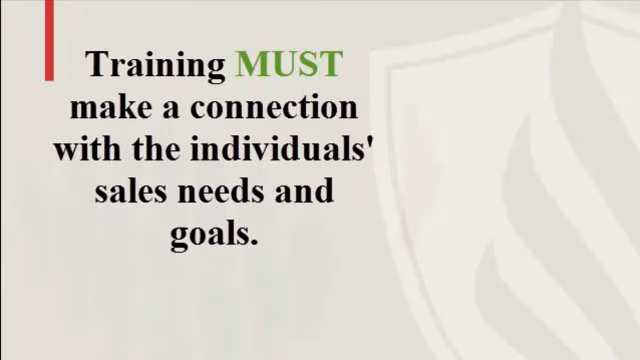 Training MUST
make a connection
with the individuals'
sales needs and
goals.